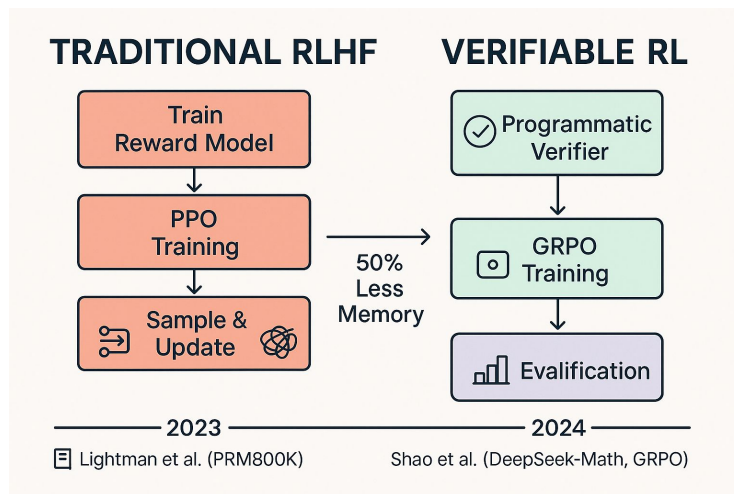 TRADITIONAL RLHF
Train
Reward Model
PPO
Training
Sample &
Update
50%
Less
Memory
VERIFIABLE RL
Programmatic
Verifier
GRPO
Training
Evalification
2023
2024
Lightman et al. (PRM800K)
Shao et al. (DeepSeek-Math, GRPO)